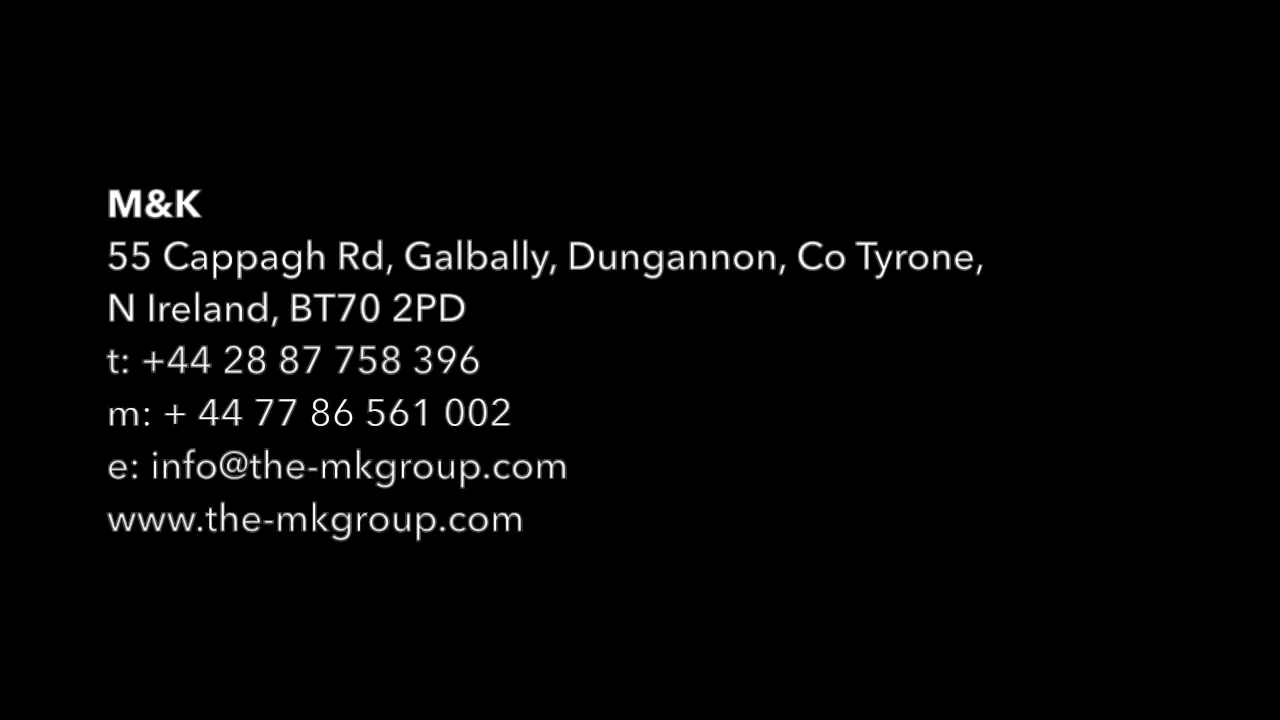 M&K
55 Cappagh Rd, Galbally, Dungannon, Co Tyrone,
N Ireland, BT70 2PD
t: +44 28 87 758 396
m: + 44 77 86 561 002
e: info@the-mkgroup.com
www.the-mkgroup.com